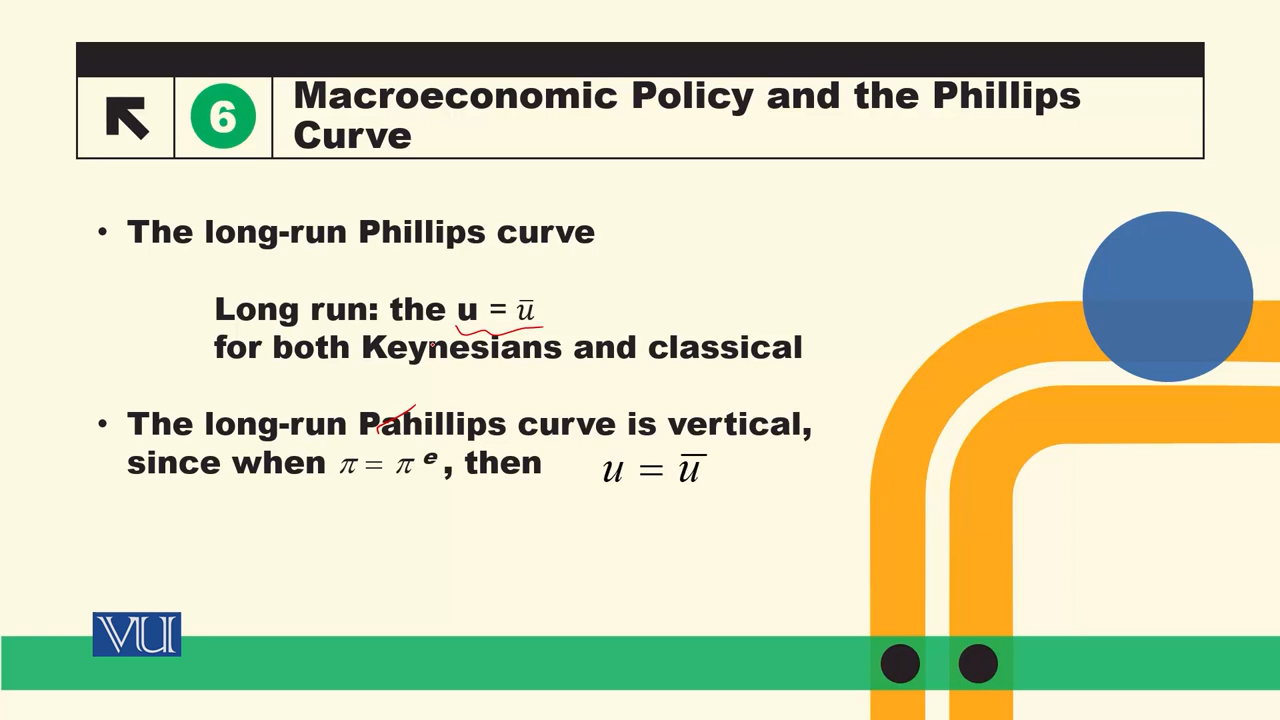 6
Macroeconomic Policy and the Phillips
Curve
• The long-run Phillips curve
Long run: the u = u̅
for both Keynesians and classical
• The long-run Pahillips curve is vertical,
since when π = π ᵉ, then u = u̅
VU